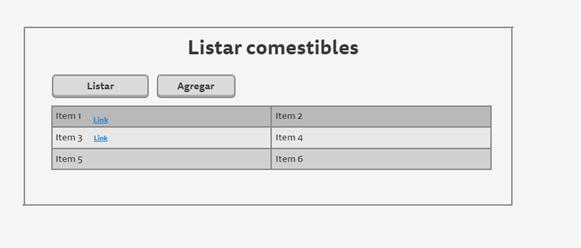 Listar comestibles
Listar Agregar
Item 1 Link Item 2
Item 3 Link Item 4
Item 5 Item 6